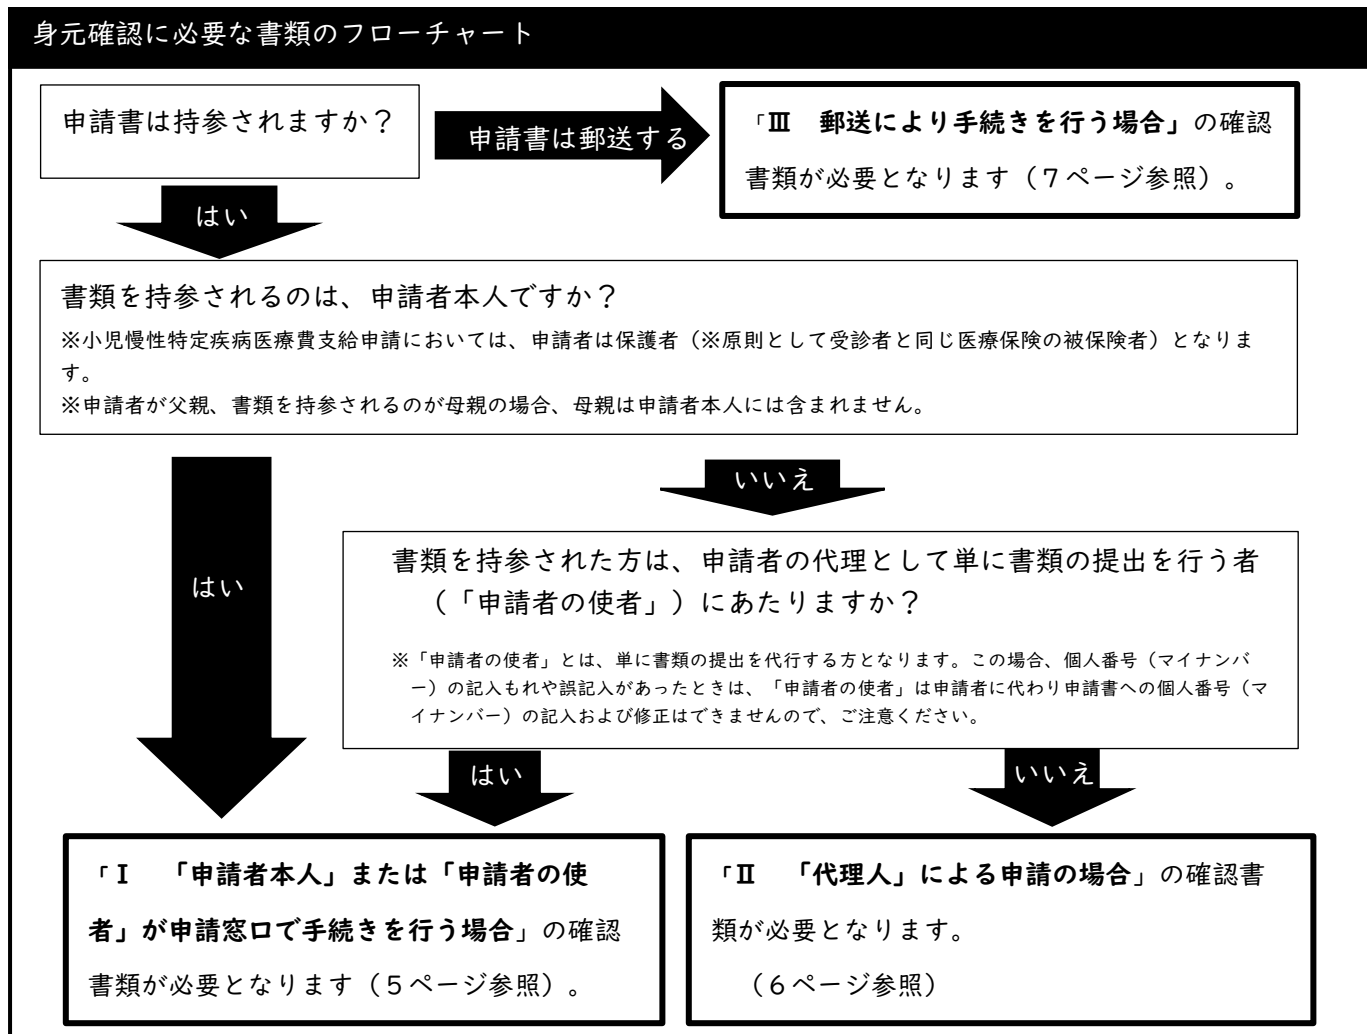 身元確認に必要な書類のフローチャート
申請書は持参されますか？
申請書は郵送する
「Ⅲ　郵送により手続きを行う場合」の確認
書類が必要となります（７ページ参照）。
はい
書類を持参されるのは、申請者本人ですか？
※小児慢性特定疾病医療費支給申請においては、申請者は保護者（※原則として受診者と同じ医療保険の被保険者）となりま
す。
※申請者が父親、書類を持参されるのが母親の場合、母親は申請者本人には含まれません。
はい
いいえ
書類を持参された方は、申請者の代理として単に書類の提出を行う者
（「申請者の使者」）にあたりますか？
※「申請者の使者」とは、単に書類の提出を代行する方となります。この場合、個人番号（マイナンバ
ー）の記入もれや誤記入があったときは、「申請者の使者」は申請者に代わり申請書への個人番号（マ
イナンバー）の記入および修正はできませんので、ご注意ください。
はい
いいえ
「Ⅰ　「申請者本人」または「申請者の使
者」が申請窓口で手続きを行う場合」の確認
書類が必要となります（５ページ参照）。
「Ⅱ　「代理人」による申請の場合」の確認書
類が必要となります。
（６ページ参照）